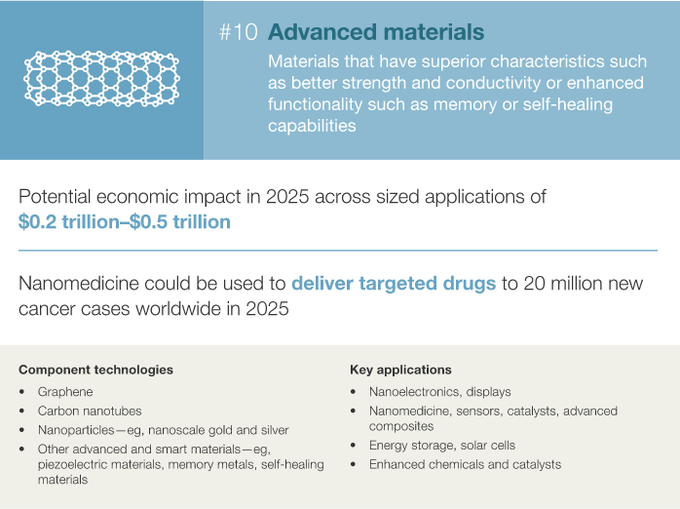 #10 Advanced materials
Materials that have superior characteristics such
as better strength and conductivity or enhanced
functionality such as memory or self-healing
capabilities
Potential economic impact in 2025 across sized applications of
$0.2 trillion–$0.5 trillion
Nanomedicine could be used to deliver targeted drugs to 20 million new
cancer cases worldwide in 2025
Component technologies
• Graphene
• Carbon nanotubes
• Nanoparticles—eg, nanoscale gold and silver
• Other advanced and smart materials—eg,
piezoelectric materials, memory metals, self-healing
materials
Key applications
• Nanoelectronics, displays
• Nanomedicine, sensors, catalysts, advanced
composites
• Energy storage, solar cells
• Enhanced chemicals and catalysts